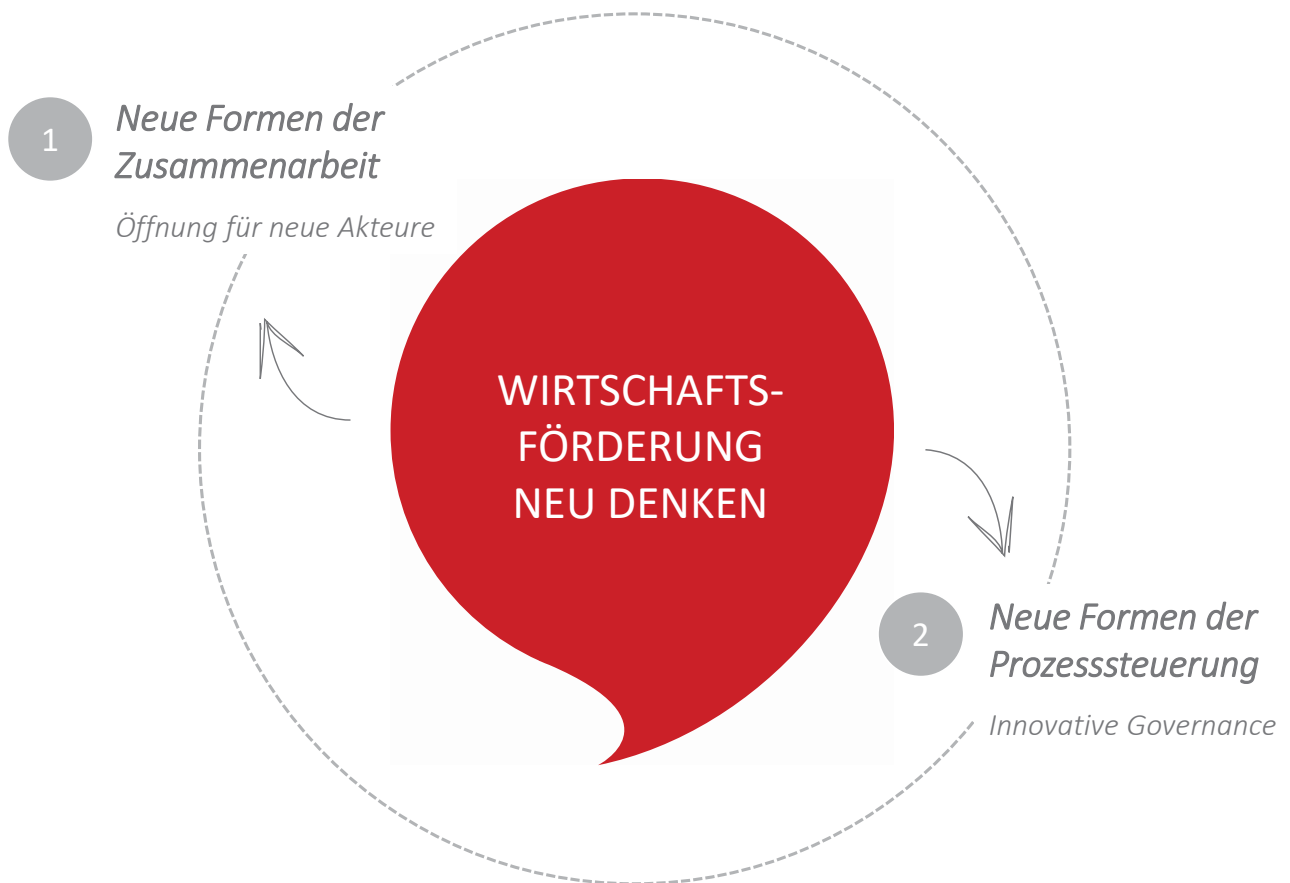 1
Neue Formen der
Zusammenarbeit
Öffnung für neue Akteure
WIRTSCHAFTS-
FÖRDERUNG
NEU DENKEN
2
Neue Formen der
Prozesssteuerung
Innovative Governance